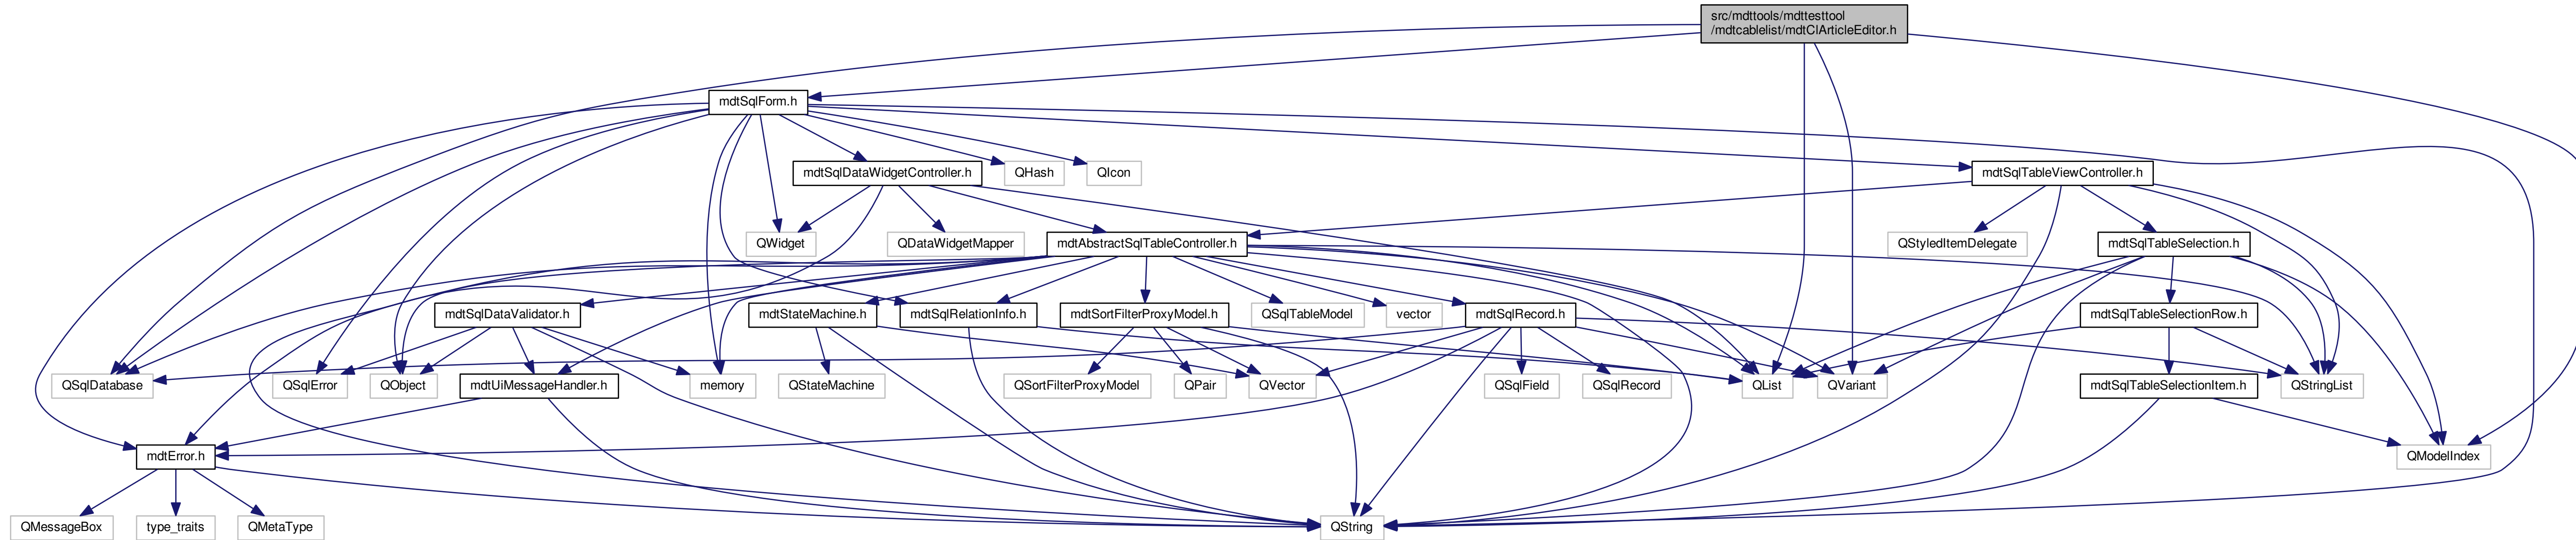 src/mdttools/mdttesttool
/mdtcablelist/mdtClArticleEditor.h
mdtSqlForm.h
mdtSqlDataWidgetController.h
QHash
QIcon
mdtSqlTableViewController.h
QWidget
QDataWidgetMapper
mdtAbstractSqlTableController.h
QStyledItemDelegate
mdtSqlTableSelection.h
mdtSqlDataValidator.h
mdtStateMachine.h
mdtSqlRelationInfo.h
mdtSortFilterProxyModel.h
QSqlTableModel
vector
mdtSqlRecord.h
mdtSqlTableSelectionRow.h
QSqlDatabase
QSqlError
QObject
mdtUiMessageHandler.h
memory
QStateMachine
QSortFilterProxyModel
QPair
QVector
QSqlField
QSqlRecord
QList
QVariant
mdtSqlTableSelectionItem.h
QStringList
mdtError.h
QModelIndex
QMessageBox
type_traits
QMetaType
QString